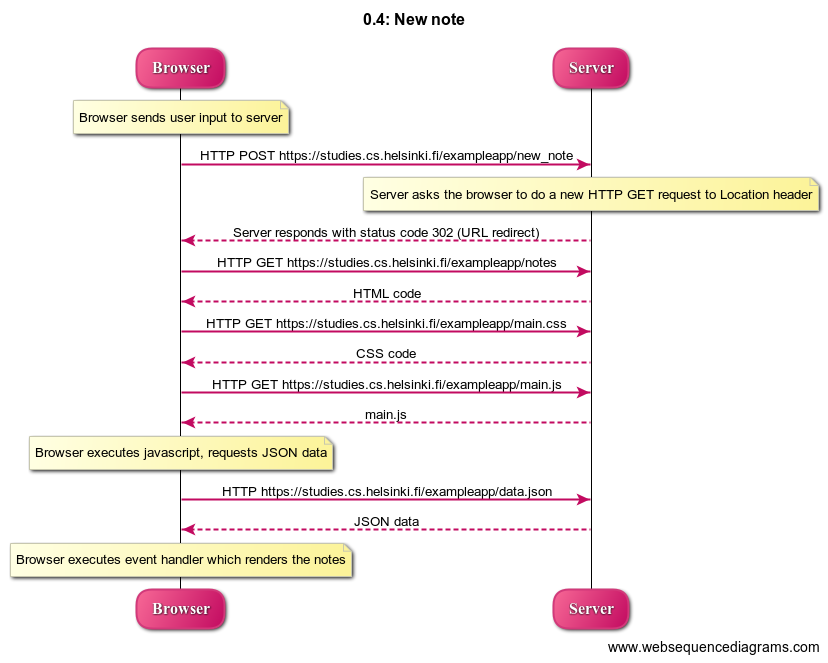 0.4: New note
Browser
Server
Browser sends user input to server
HTTP POST https://studies.cs.helsinki.fi/exampleapp/new_note
Server asks the browser to do a new HTTP GET request to Location header
Server responds with status code 302 (URL redirect)
HTTP GET https://studies.cs.helsinki.fi/exampleapp/notes
HTML code
HTTP GET https://studies.cs.helsinki.fi/exampleapp/main.css
CSS code
HTTP GET https://studies.cs.helsinki.fi/exampleapp/main.js
main.js
Browser executes javascript, requests JSON data
HTTP https://studies.cs.helsinki.fi/exampleapp/data.json
JSON data
Browser executes event handler which renders the notes
Browser
Server
www.websequencediagrams.com